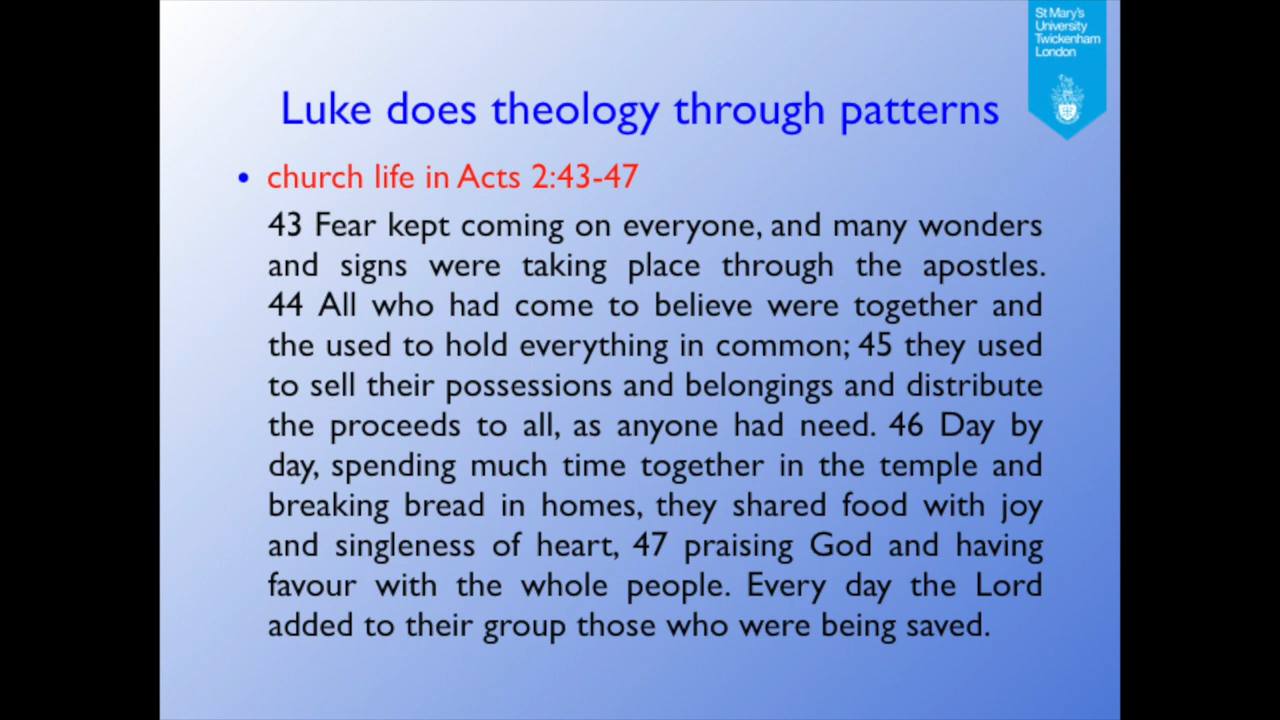 St Mary's
University
Twickenham
London
Luke does theology through patterns
• church life in Acts 2:43-47
43 Fear kept coming on everyone, and many wonders
and signs were taking place through the apostles.
44 All who had come to believe were together and
the used to hold everything in common; 45 they used
to sell their possessions and belongings and distribute
the proceeds to all, as anyone had need. 46 Day by
day, spending much time together in the temple and
breaking bread in homes, they shared food with joy
and singleness of heart, 47 praising God and having
favour with the whole people. Every day the Lord
added to their group those who were being saved.